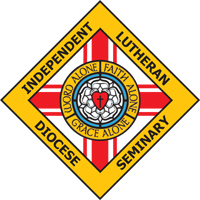 INDEPENDENT
LUTHERAN
DIOCESE
SEMINARY
WORD ALONE
FAITH ALONE
GRACE ALONE